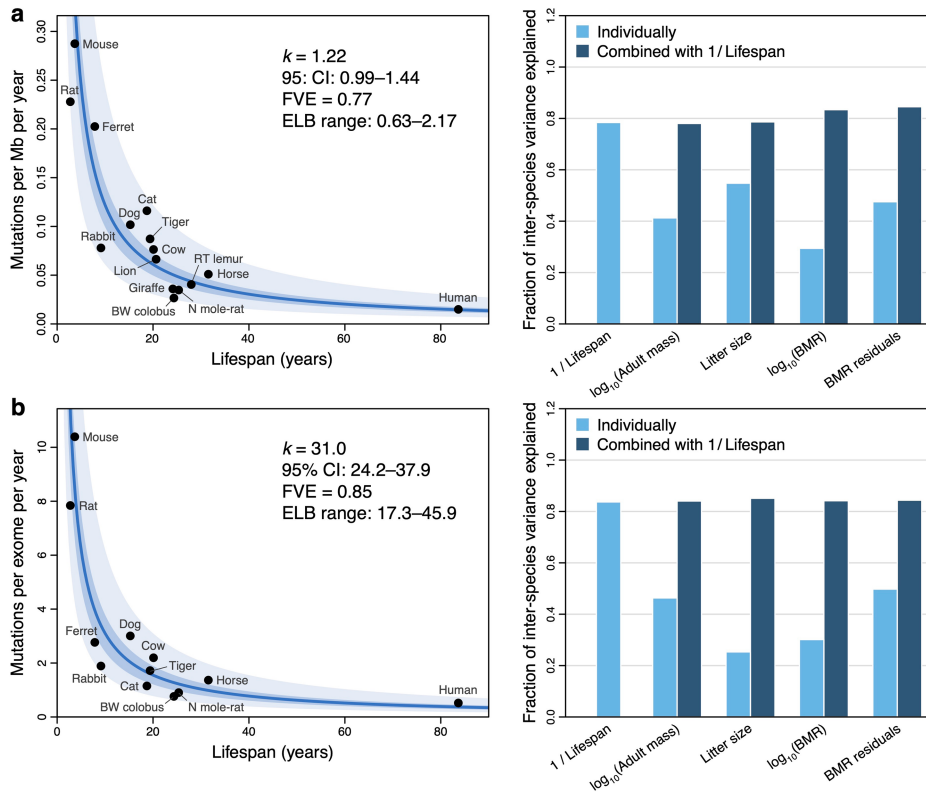 a
Mutations per Mb per year
0.30
0.25
0.20
0.15
0.10
0.05
0.00
Mouse
Rat
Ferret
Cat
Dog
Tiger
Rabbit
Cow
Lion
RT lemur
Giraffe
Horse
BW colobus
N mole-rat
Human
k = 1.22
95: CI: 0.99–1.44
FVE = 0.77
ELB range: 0.63–2.17
0 20 40 60 80
Lifespan (years)
Fraction of inter-species variance explained
1.2
1.0
0.8
0.6
0.4
0.2
0.0
Individually
Combined with 1 / Lifespan
1 / Lifespan
log10(Adult mass)
Litter size
log10(BMR)
BMR residuals
b
Mutations per exome per year
10
8
6
4
2
0
Mouse
Rat
Ferret
Dog
Cow
Rabbit
Tiger
Cat
Horse
BW colobus
N mole-rat
Human
k = 31.0
95% CI: 24.2–37.9
FVE = 0.85
ELB range: 17.3–45.9
0 20 40 60 80
Lifespan (years)
Fraction of inter-species variance explained
1.2
1.0
0.8
0.6
0.4
0.2
0.0
Individually
Combined with 1 / Lifespan
1 / Lifespan
log10(Adult mass)
Litter size
log10(BMR)
BMR residuals